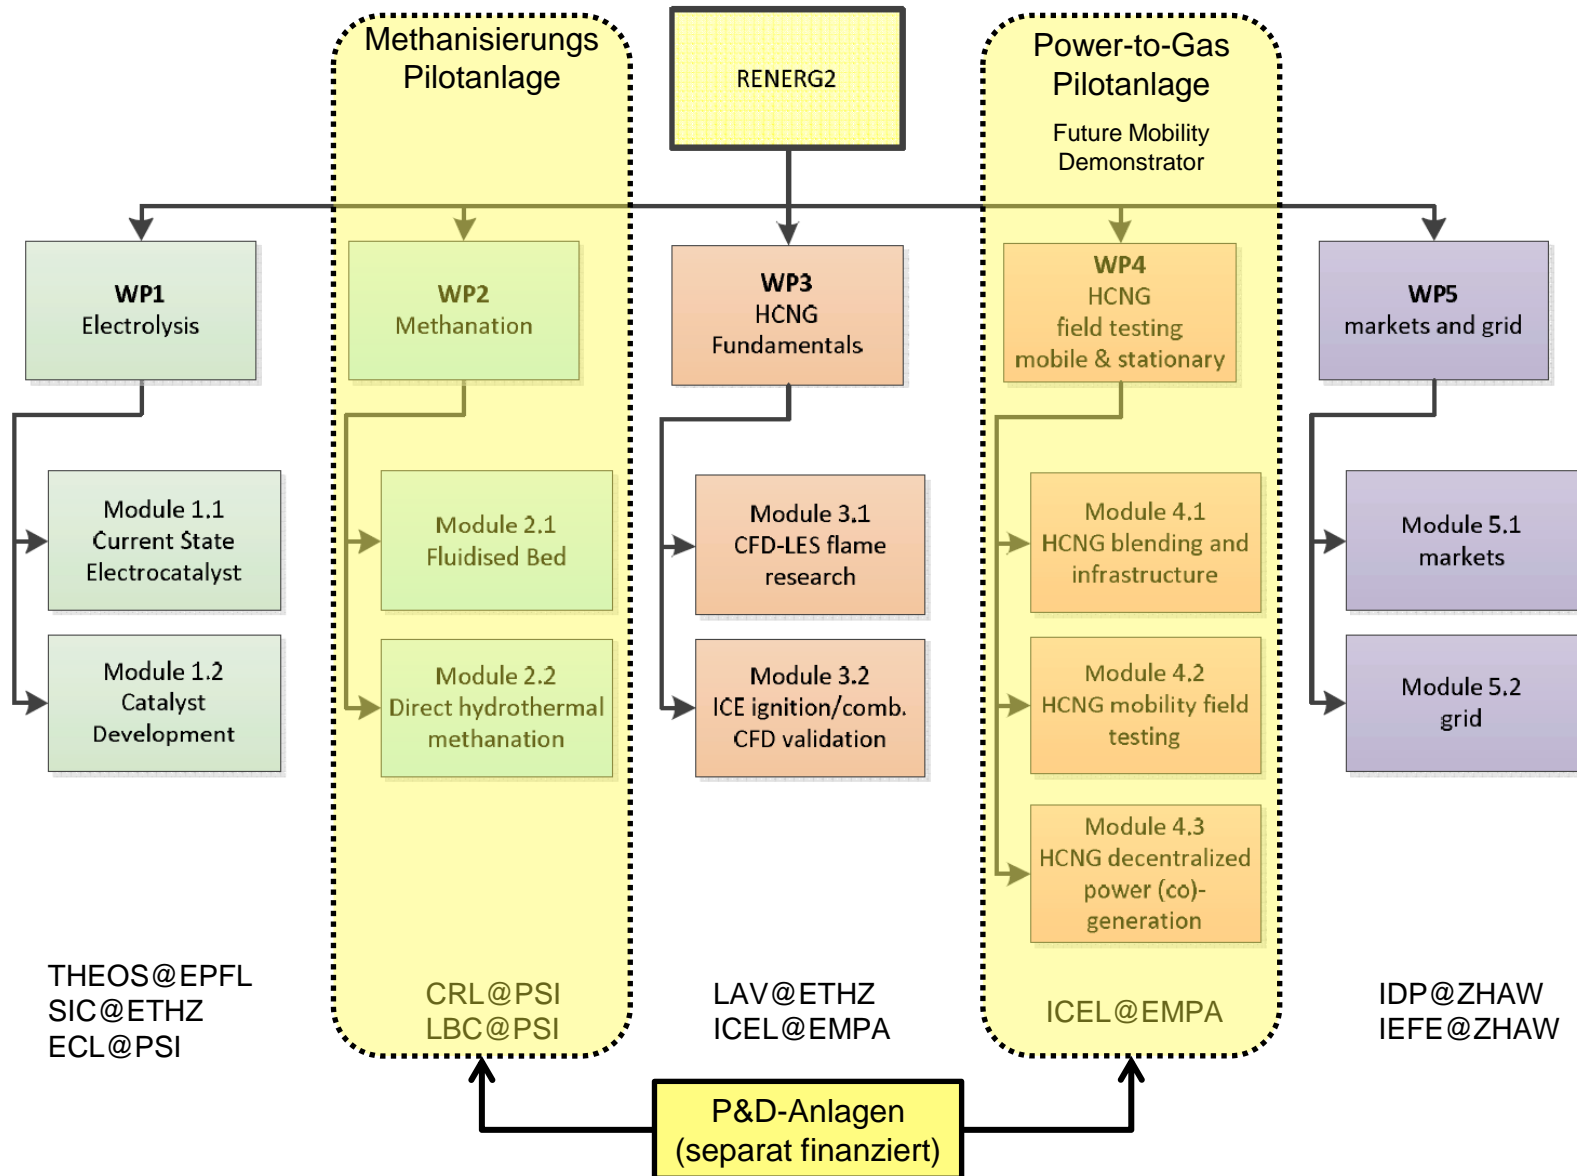 Methanisierungs
Pilotanlage
RENERG2
Power-to-Gas
Pilotanlage
Future Mobility
Demonstrator
WP1
Electrolysis
WP2
Methanation
WP3
HCNG
Fundamentals
WP4
HCNG
field testing
mobile & stationary
WP5
markets and grid
Module 1.1
Current State
Electrocatalyst
Module 2.1
Fluidised Bed
Module 3.1
CFD-LES flame
research
Module 4.1
HCNG blending and
infrastructure
Module 5.1
markets
Module 1.2
Catalyst
Development
Module 2.2
Direct hydrothermal
methanation
Module 3.2
ICE ignition/comb.
CFD validation
Module 4.2
HCNG mobility field
testing
Module 5.2
grid
Module 4.3
HCNG decentralized
power (co)-
generation
THEOS@EPFL
SIC@ETHZ
ECL@PSI
CRL@PSI
LBC@PSI
LAV@ETHZ
ICEL@EMPA
ICEL@EMPA
IDP@ZHAW
IEFE@ZHAW
P&D-Anlagen
(separat finanziert)